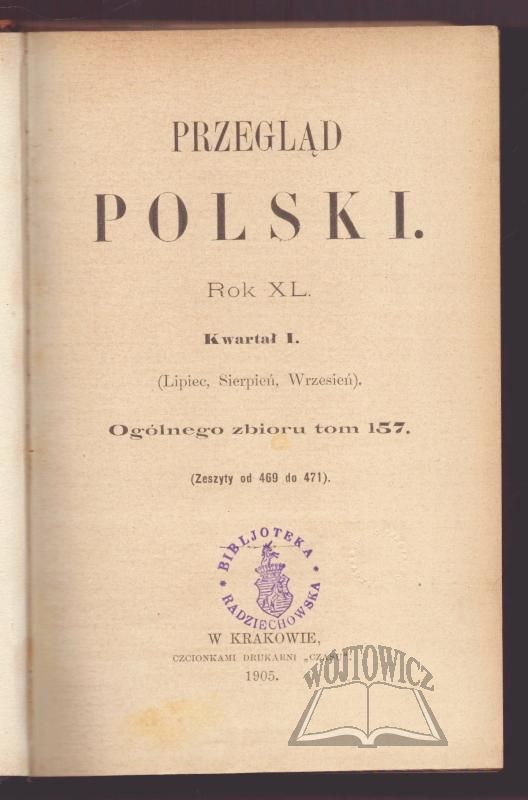 PRZEGLĄD
POLSKI.
Rok XL.
Kwartał I.
(Lipiec, Sierpień, Wrzesień).
Ogólnego zbioru tom 157.
(Zeszyty od 469 do 471).
BIBLJOTEKA
RADZIECHOWSKA
W KRAKOWIE,
CZCIONKAMI DRUKARNI „CZASU”
1905.
WÓJTOWICZ